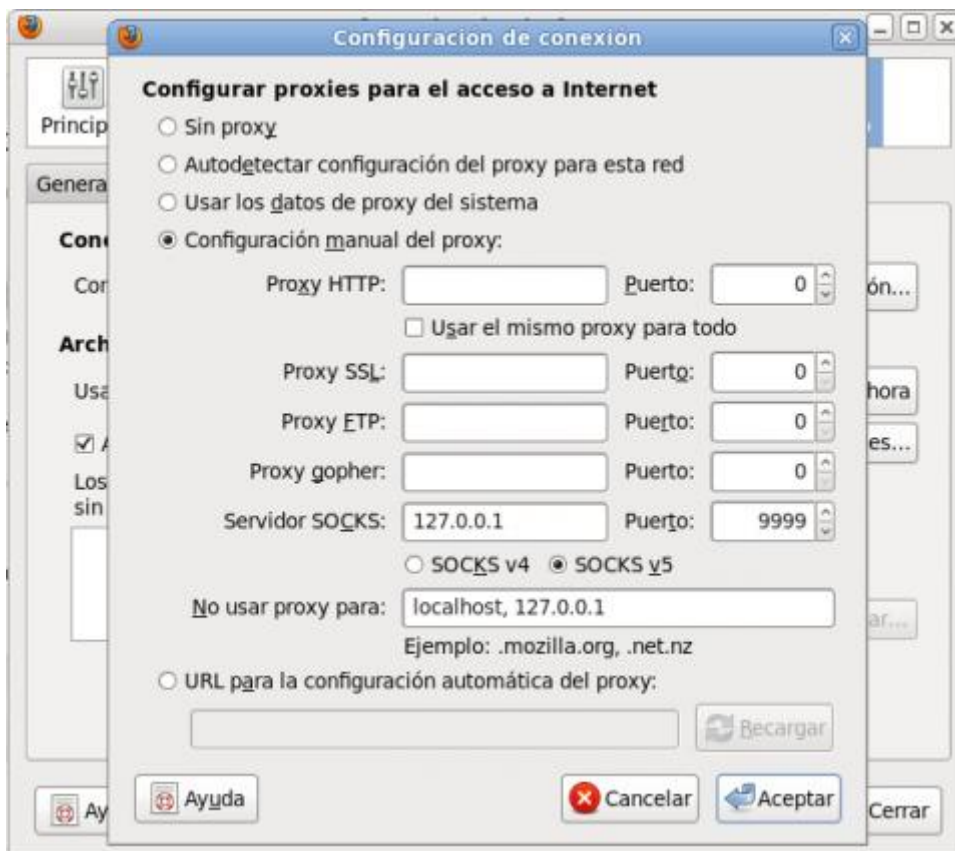 Configuración de conexión
Configurar proxies para el acceso a Internet
Princip
Sin proxy
Autodetectar configuración del proxy para esta red
Genera
Usar los datos de proxy del sistema
Cone
Configuración manual del proxy:
Con
Proxy HTTP: Puerto: 0
ón...
Usar el mismo proxy para todo
Arch
Proxy SSL: Puerto: 0
Usa
hora
Proxy FTP: Puerto: 0
es...
Los
sin
Proxy gopher: Puerto: 0
Servidor SOCKS: 127.0.0.1 Puerto: 9999
SOCKS v4 SOCKS v5
No usar proxy para: localhost, 127.0.0.1
ar...
Ejemplo: .mozilla.org, .net.nz
URL para la configuración automática del proxy:
Recargar
Ay
Ayuda Cancelar Aceptar
Cerrar